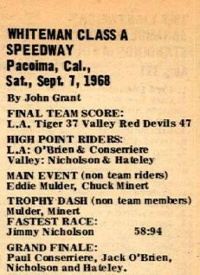 WHITEMAN CLASS A
SPEEDWAY
Pacoima, Cal.,
Sat., Sept. 7, 1968
By John Grant
FINAL TEAM SCORE:
L.A. Tiger 37 Valley Red Devils 47
HIGH POINT RIDERS:
L.A: O'Brien & Conserriere
Valley: Nicholson & Hateley
MAIN EVENT (non team riders)
Eddie Mulder, Chuck Minert
TROPHY DASH (non team members)
Mulder, Minert
FASTEST RACE:
Jimmy Nicholson 58:94
GRAND FINALE:
Paul Conserriere, Jack O'Brien,
Nicholson and Hateley.